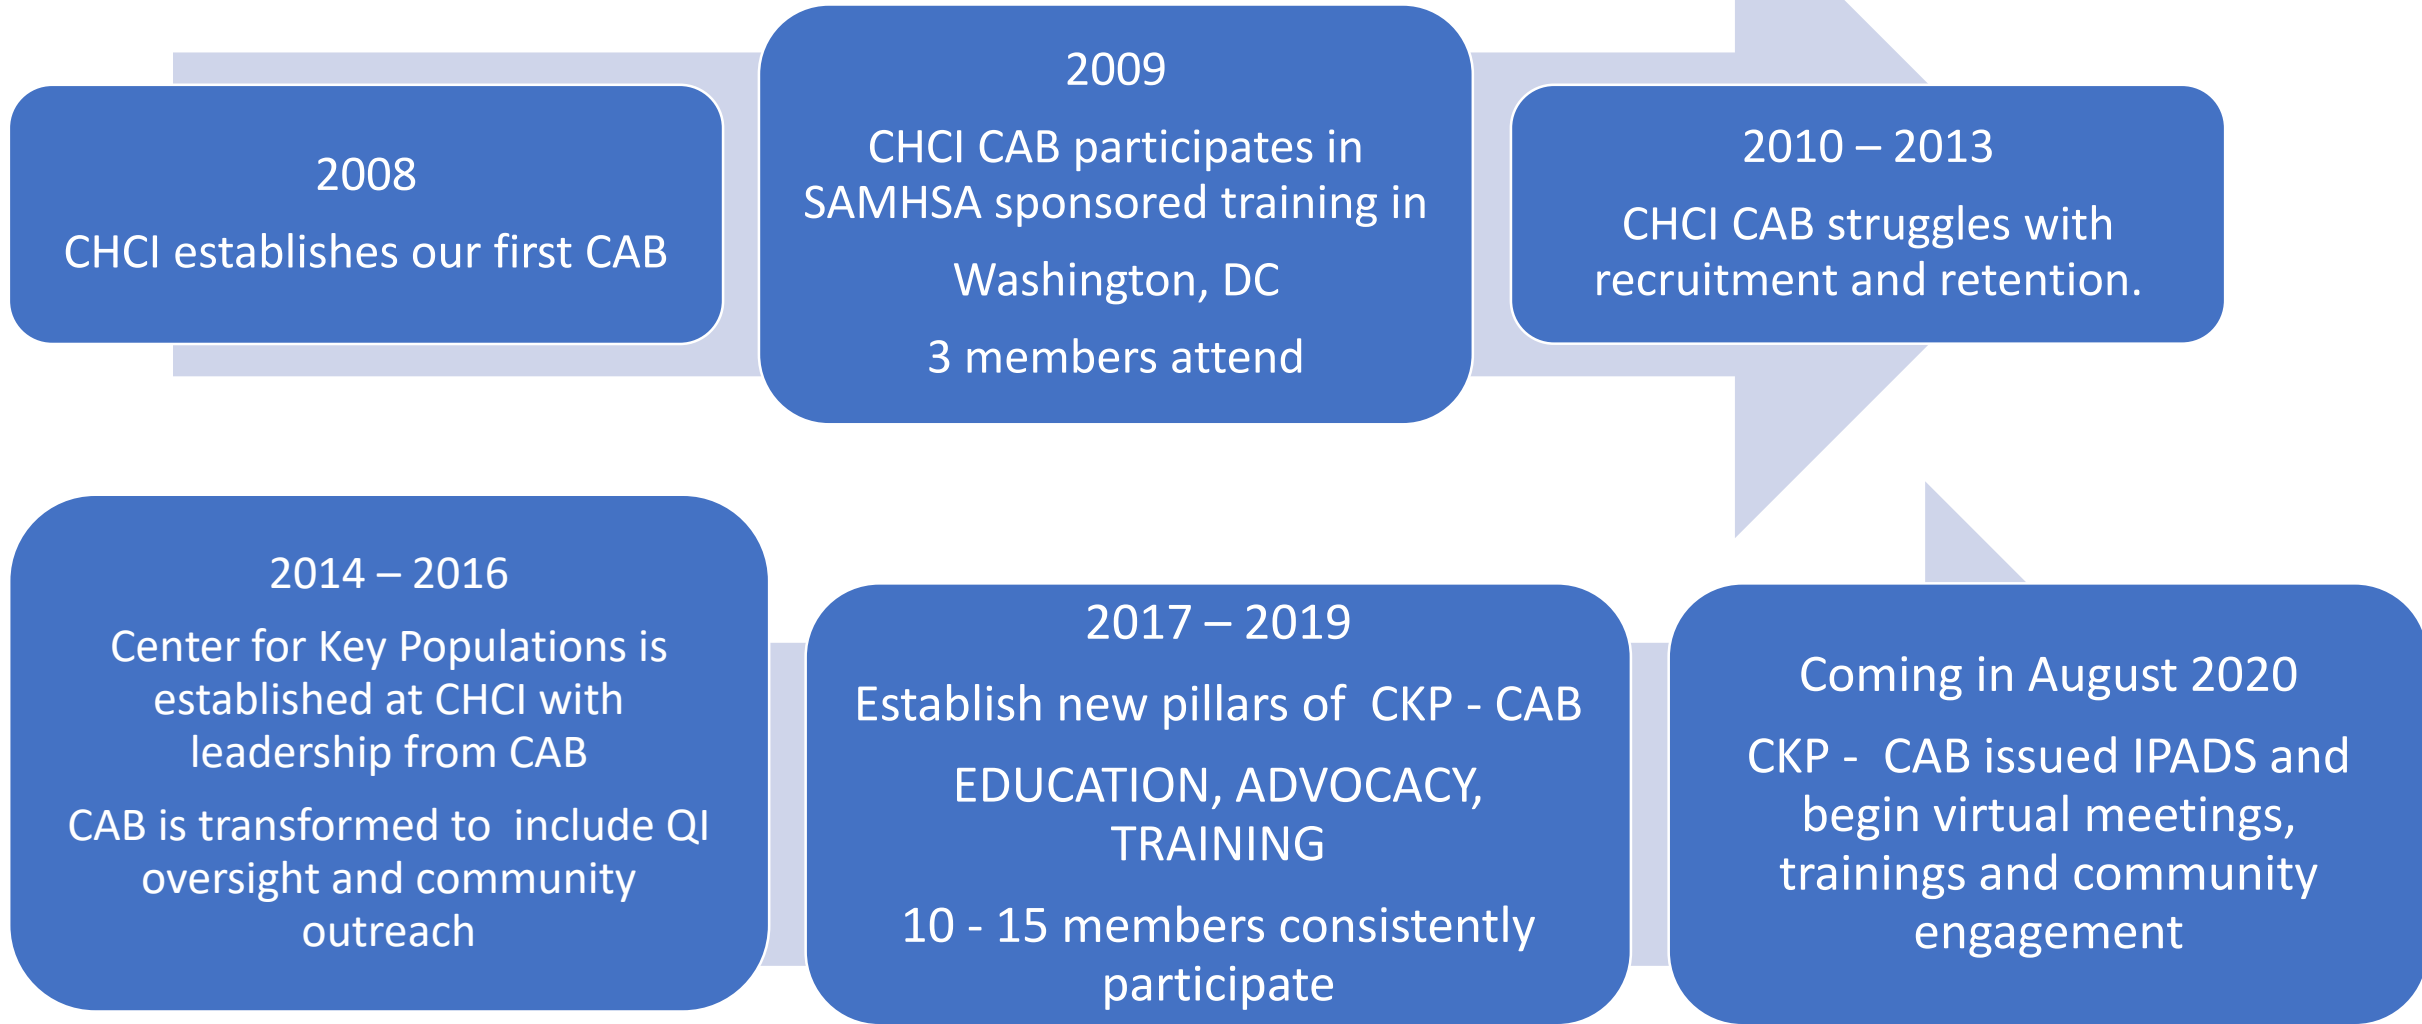 2008
CHCI establishes our first CAB
2009
CHCI CAB participates in
SAMHSA sponsored training in
Washington, DC
3 members attend
2010 – 2013
CHCI CAB struggles with
recruitment and retention.
2014 – 2016
Center for Key Populations is
established at CHCI with
leadership from CAB
CAB is transformed to  include QI
oversight and community
outreach
2017 – 2019
Establish new pillars of  CKP - CAB
EDUCATION, ADVOCACY,
TRAINING
10 - 15 members consistently
participate
Coming in August 2020
CKP -  CAB issued IPADS and
begin virtual meetings,
trainings and community
engagement